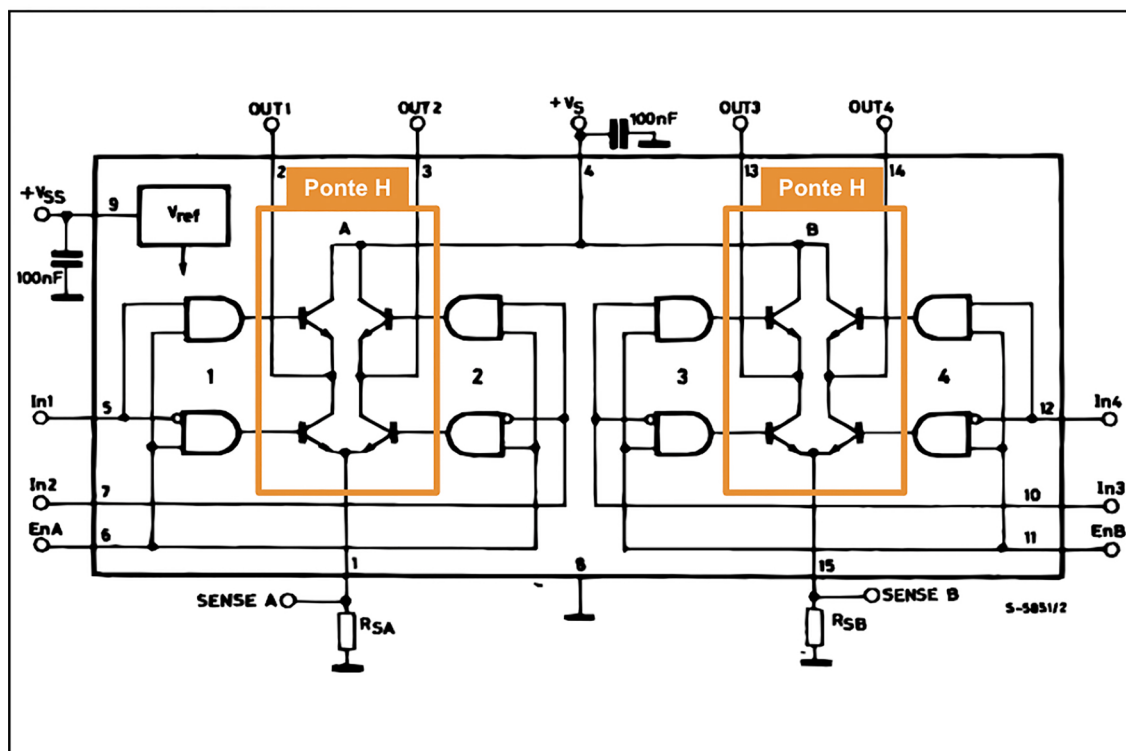 OUT1
OUT2
+VS
100nF
OUT3
OUT4
2
3
4
13
14
Ponte H
Ponte H
+VSS
9
Vref
A
B
100nF
1
2
3
4
In1
5
12
In4
In2
7
10
In3
EnA
6
11
EnB
1
8
15
SENSE A
SENSE B
S-5851/2
RSA
RSB